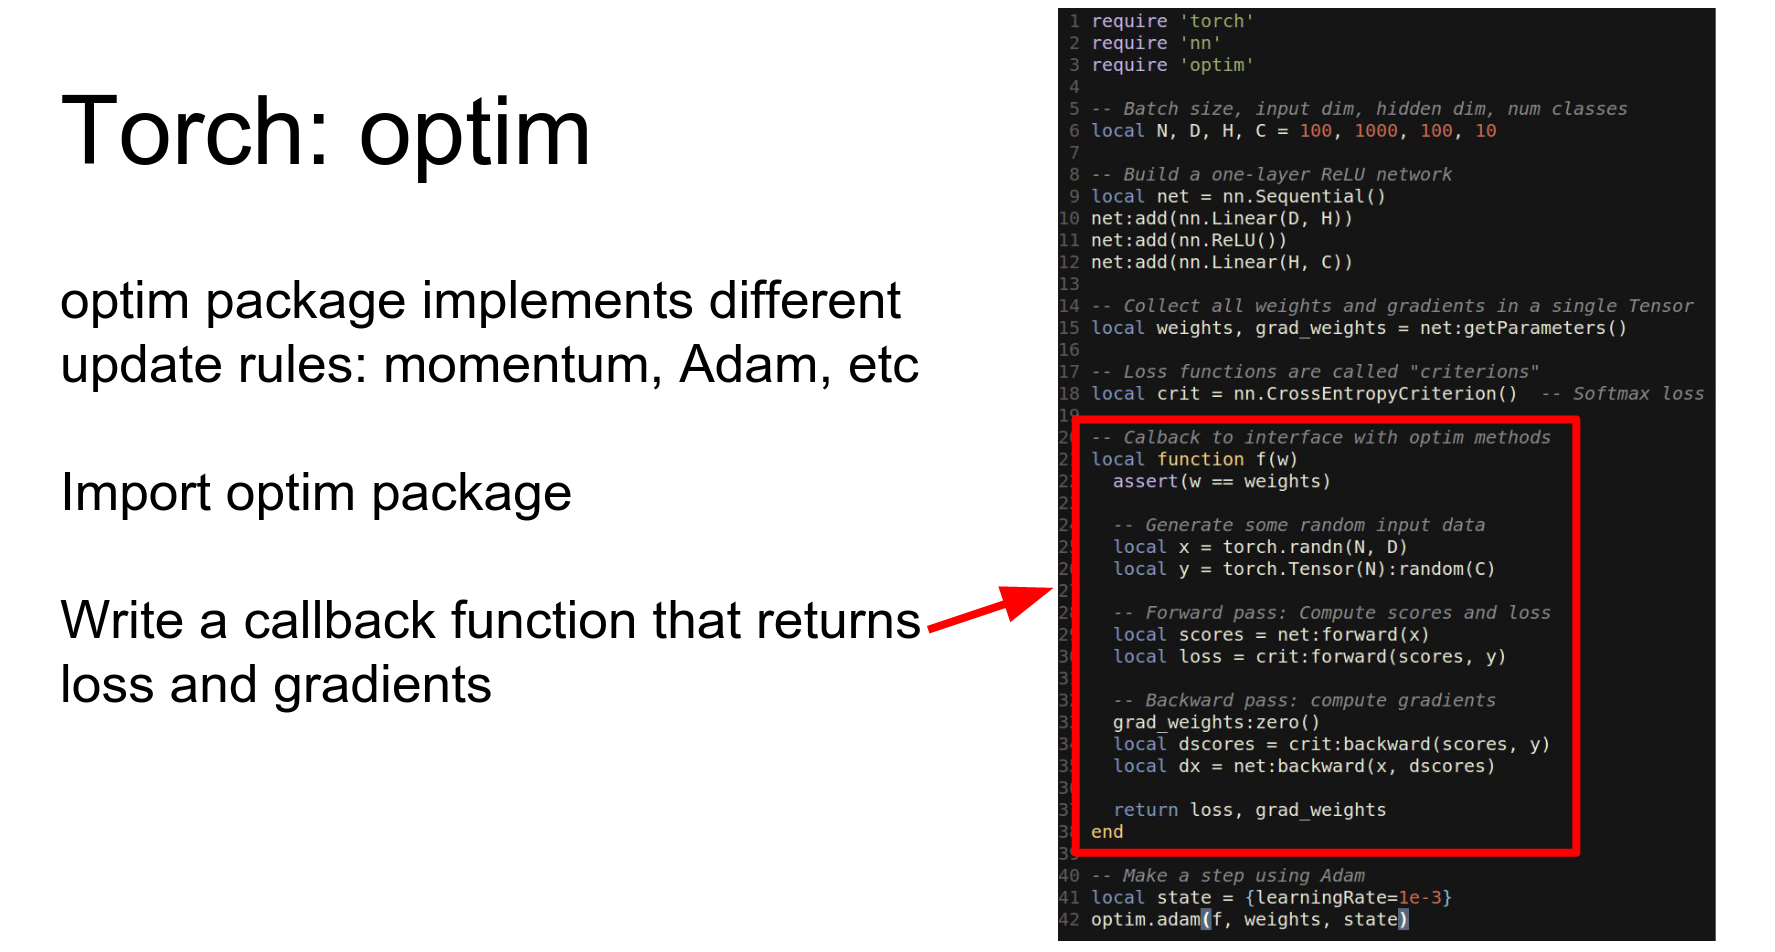 Torch: optim
optim package implements different
update rules: momentum, Adam, etc
Import optim package
Write a callback function that returns
loss and gradients
1 require 'torch'
2 require 'nn'
3 require 'optim'
4
5 -- Batch size, input dim, hidden dim, num classes
6 local N, D, H, C = 100, 1000, 100, 10
7
8 -- Build a one-layer ReLU network
9 local net = nn.Sequential()
10 net:add(nn.Linear(D, H))
11 net:add(nn.ReLU())
12 net:add(nn.Linear(H, C))
13
14 -- Collect all weights and gradients in a single Tensor
15 local weights, grad_weights = net:getParameters()
16
17 -- Loss functions are called "criterions"
18 local crit = nn.CrossEntropyCriterion()  -- Softmax loss
19
20 -- Calback to interface with optim methods
21 local function f(w)
22   assert(w == weights)
23
24   -- Generate some random input data
25   local x = torch.randn(N, D)
26   local y = torch.Tensor(N):random(C)
27
28   -- Forward pass: Compute scores and loss
29   local scores = net:forward(x)
30   local loss = crit:forward(scores, y)
31
32   -- Backward pass: compute gradients
33   grad_weights:zero()
34   local dscores = crit:backward(scores, y)
35   local dx = net:backward(x, dscores)
36
37   return loss, grad_weights
38 end
39
40 -- Make a step using Adam
41 local state = {learningRate=1e-3}
42 optim.adam(f, weights, state)